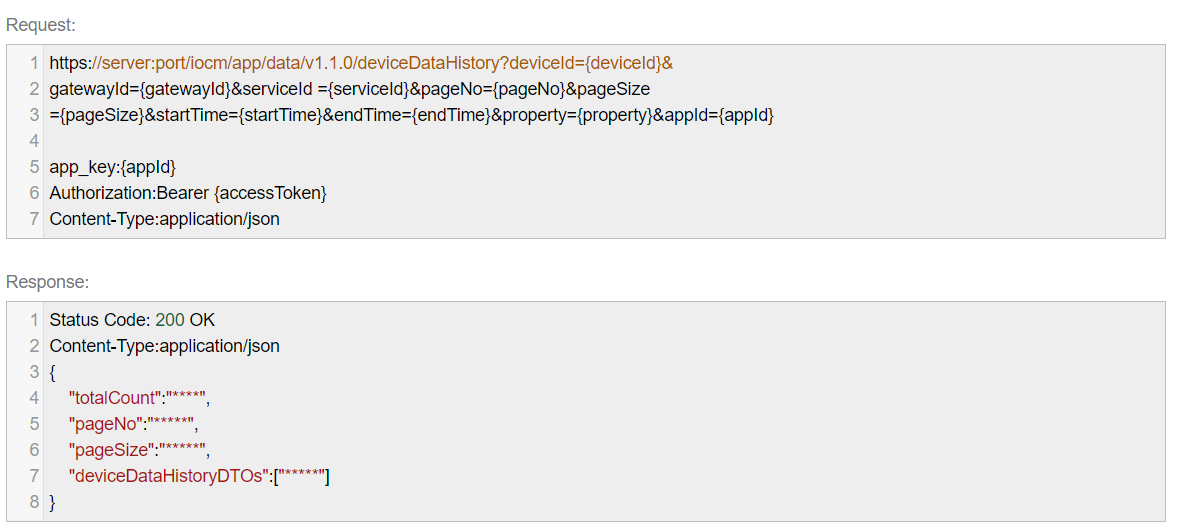 Request:
1 https://server:port/iocm/app/data/v1.1.0/deviceDataHistory?deviceId={deviceId}&
2 gatewayId={gatewayId}&serviceId ={serviceId}&pageNo={pageNo}&pageSize
3 ={pageSize}&startTime={startTime}&endTime={endTime}&property={property}&appId={appId}
4
5 app_key:{appId}
6 Authorization:Bearer {accessToken}
7 Content-Type:application/json
Response:
1 Status Code: 200 OK
2 Content-Type:application/json
3 {
4 "totalCount":"****",
5 "pageNo":"*****",
6 "pageSize":"*****",
7 "deviceDataHistoryDTOs":["*****"]
8 }